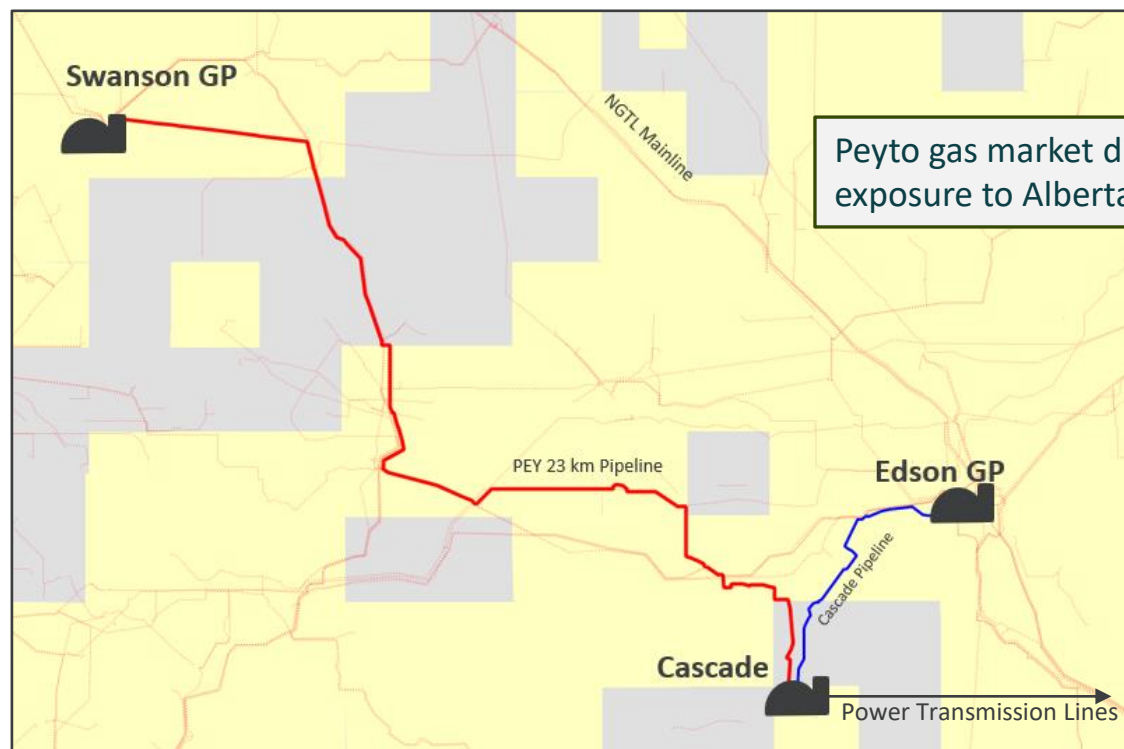 Swanson GP
NGTL Mainline
Peyto gas market d
exposure to Alberta
PEY 23 km Pipeline
Edson GP
Cascade Pipeline
Cascade
Power Transmission Lines